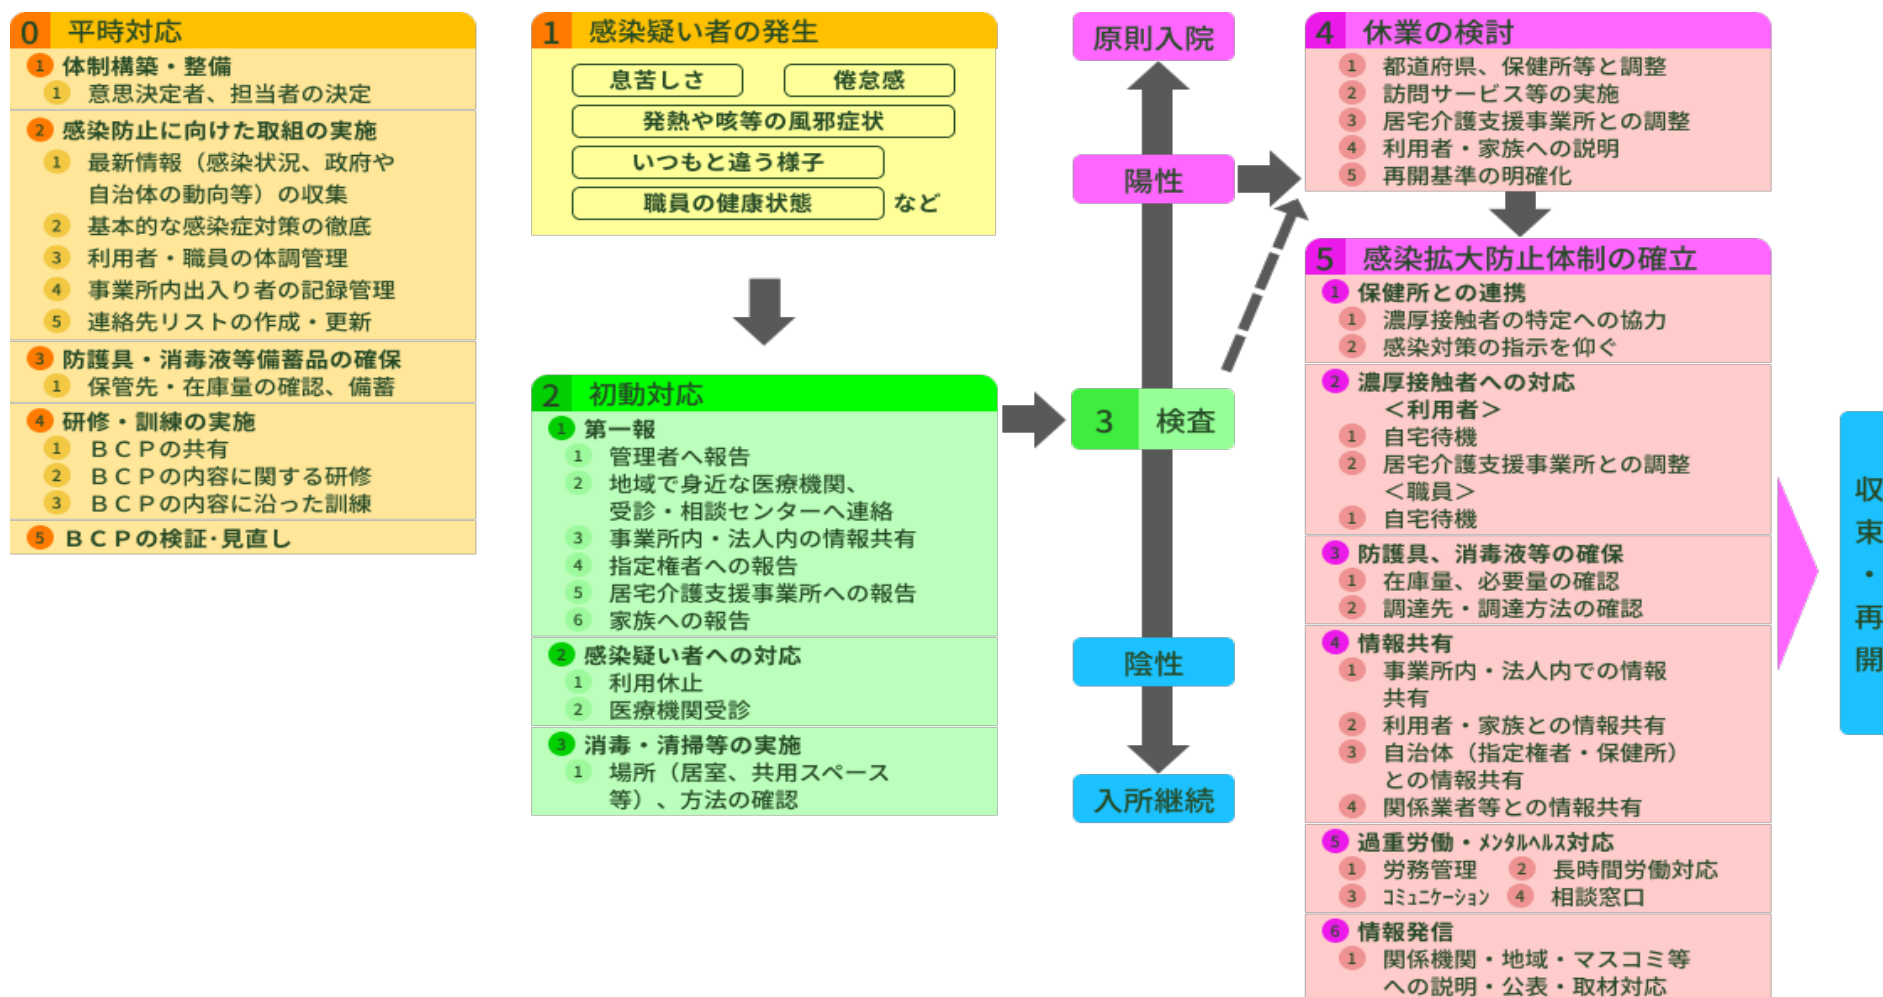 0 平時対応
1 体制構築・整備
1 意思決定者、担当者の決定
2 感染防止に向けた取組の実施
1 最新情報（感染状況、政府や
自治体の動向等）の収集
2 基本的な感染症対策の徹底
3 利用者・職員の体調管理
4 事業所内出入り者の記録管理
5 連絡先リストの作成・更新
3 防護具・消毒液等備蓄品の確保
1 保管先・在庫量の確認、備蓄
4 研修・訓練の実施
1 ＢＣＰの共有
2 ＢＣＰの内容に関する研修
3 ＢＣＰの内容に沿った訓練
5 ＢＣＰの検証･見直し
1 感染疑い者の発生
息苦しさ
倦怠感
発熱や咳等の風邪症状
いつもと違う様子
職員の健康状態 など
2 初動対応
1 第一報
1 管理者へ報告
2 地域で身近な医療機関、
受診・相談センターへ連絡
3 事業所内・法人内の情報共有
4 指定権者への報告
5 居宅介護支援事業所への報告
6 家族への報告
2 感染疑い者への対応
1 利用休止
2 医療機関受診
3 消毒・清掃等の実施
1 場所（居室、共用スペース
等）、方法の確認
原則入院
陽性
3 検査
陰性
入所継続
4 休業の検討
1 都道府県、保健所等と調整
2 訪問サービス等の実施
3 居宅介護支援事業所との調整
4 利用者・家族への説明
5 再開基準の明確化
5 感染拡大防止体制の確立
1 保健所との連携
1 濃厚接触者の特定への協力
2 感染対策の指示を仰ぐ
2 濃厚接触者への対応
＜利用者＞
1 自宅待機
2 居宅介護支援事業所との調整
＜職員＞
1 自宅待機
3 防護具、消毒液等の確保
1 在庫量、必要量の確認
2 調達先・調達方法の確認
4 情報共有
1 事業所内・法人内での情報
共有
2 利用者・家族との情報共有
3 自治体（指定権者・保健所）
との情報共有
4 関係業者等との情報共有
5 過重労働・ﾒﾝﾀﾙﾍﾙｽ対応
1 労務管理 2 長時間労働対応
3 ｺﾐｭﾆｹｰｼｮﾝ 4 相談窓口
6 情報発信
1 関係機関・地域・マスコミ等
への説明・公表・取材対応
収束・再開